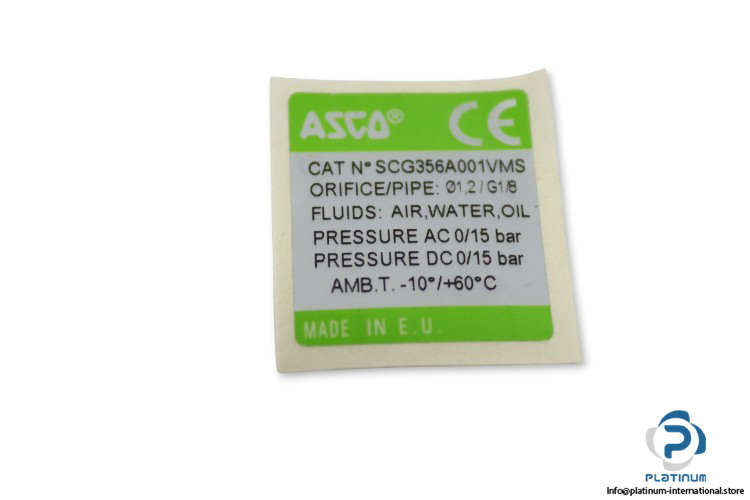 ASCO® CE
CAT N° SCG356A001VMS
ORIFICE/PIPE: Ø1,2/G1/8
FLUIDS: AIR,WATER,OIL
PRESSURE AC 0/15 bar
PRESSURE DC 0/15 bar
AMB.T. -10°/+60°C
MADE IN E.U.
PLATINUM
Info@platinum-international.store